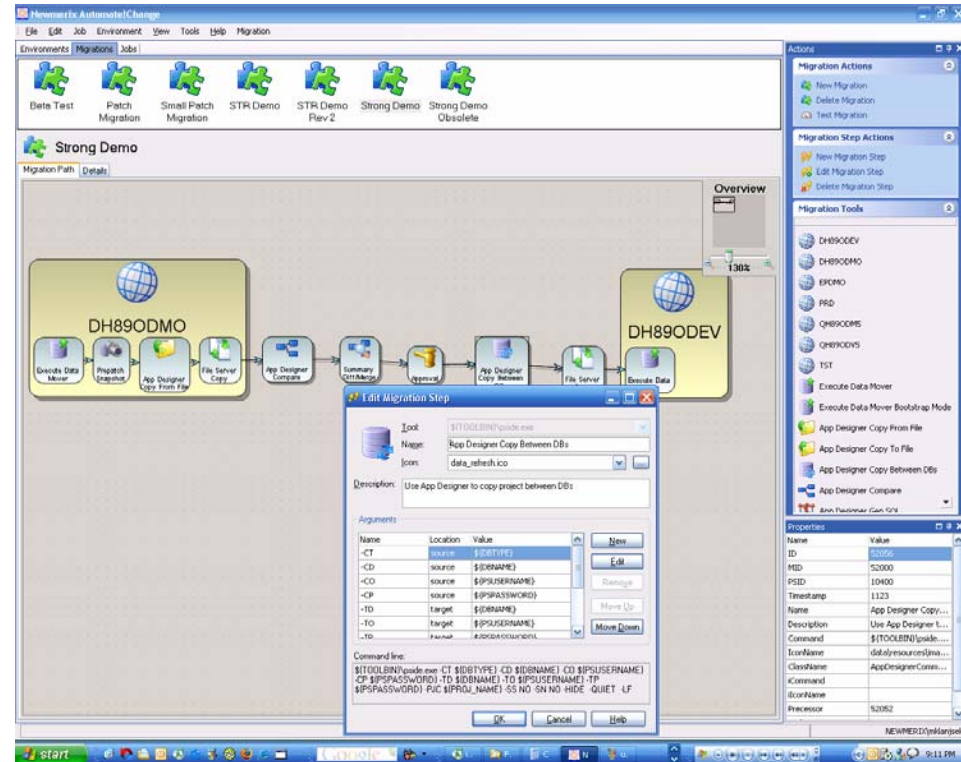 Newmerix Automate!Change
File Edit Job Environment View Tools Help Migration
Environments Migrations Jobs
Beta Test
Patch Migration
Small Patch Migration
STR Demo
STR Demo Rev 2
Strong Demo
Strong Demo Obsolete
Strong Demo
Migration Path Details
Overview
130%
DH89ODMO
Execute Data Mover
Prepatch Snapshot
App Designer Copy From File
File Server Copy
App Designer Compare
Summary Diff/Merge
Approval
App Designer Copy Between
File Server
DH89ODEV
Execute Data
Edit Migration Step
Tool: $(TOOLBIN)\pside.exe
Name: App Designer Copy Between DBs
Icon: data_refresh.ico
Description: Use App Designer to copy project between DBs
Arguments
Name Location Value
-CT source ${DBTYPE}
-CD source ${DBNAME}
-CO source ${PSUSERNAME}
-CP source ${PSPASSWORD}
-TD target ${DBNAME}
-TO target ${PSUSERNAME}
-TP target ${PSPASSWORD}
New
Edit
Remove
Move Up
Move Down
Command line:
${TOOLBIN}\pside.exe -CT ${DBTYPE} -CD ${DBNAME} -CO ${PSUSERNAME}
-CP ${PSPASSWORD} -TD ${DBNAME} -TO ${PSUSERNAME} -TP
${PSPASSWORD} -PJC ${PROJ_NAME} -SS NO -SN NO -HIDE -QUIET -LF
OK Cancel Help
Actions
Migration Actions
New Migration
Delete Migration
Test Migration
Migration Step Actions
New Migration Step
Edit Migration Step
Delete Migration Step
Migration Tools
DH89ODEV
DH89ODMO
EPDMO
PRD
QH89ODMS
QH89ODVS
TST
Execute Data Mover
Execute Data Mover Bootstrap Mode
App Designer Copy From File
App Designer Copy To File
App Designer Copy Between DBs
App Designer Compare
App Designer Gen SQL
Properties
Name Value
ID 52056
MID 52000
PSID 10400
Timestamp 1123
Name App Designer Copy...
Description Use App Designer t...
Command ${TOOLBIN}\pside....
IconName data\resources\ima...
ClassName AppDesignerComm...
iCommand
iIconName
Precessor 52052
start
Google
9:11 PM